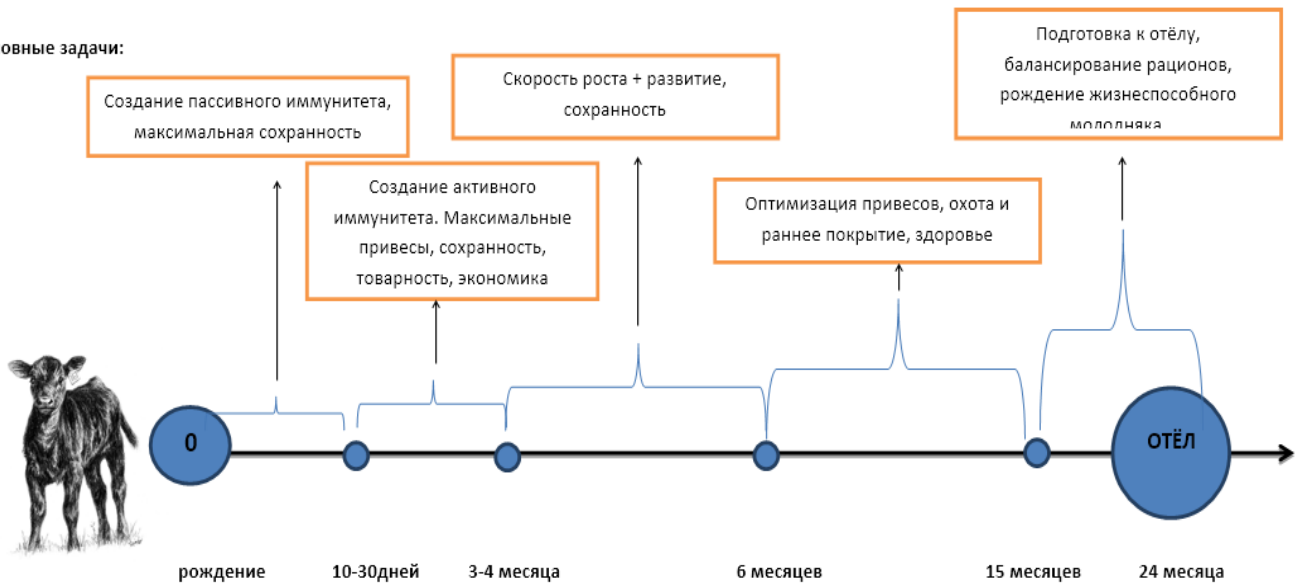 овные задачи:
Создание пассивного иммунитета,
максимальная сохранность
Создание активного
иммунитета. Максимальные
привесы, сохранность,
товарность, экономика
Скорость роста + развитие,
сохранность
Оптимизация привесов, охота и
раннее покрытие, здоровье
Подготовка к отёлу,
балансирование рационов,
рождение жизнеспособного
молодняка
0
ОТЁЛ
рождение
10-30дней
3-4 месяца
6 месяцев
15 месяцев
24 месяца